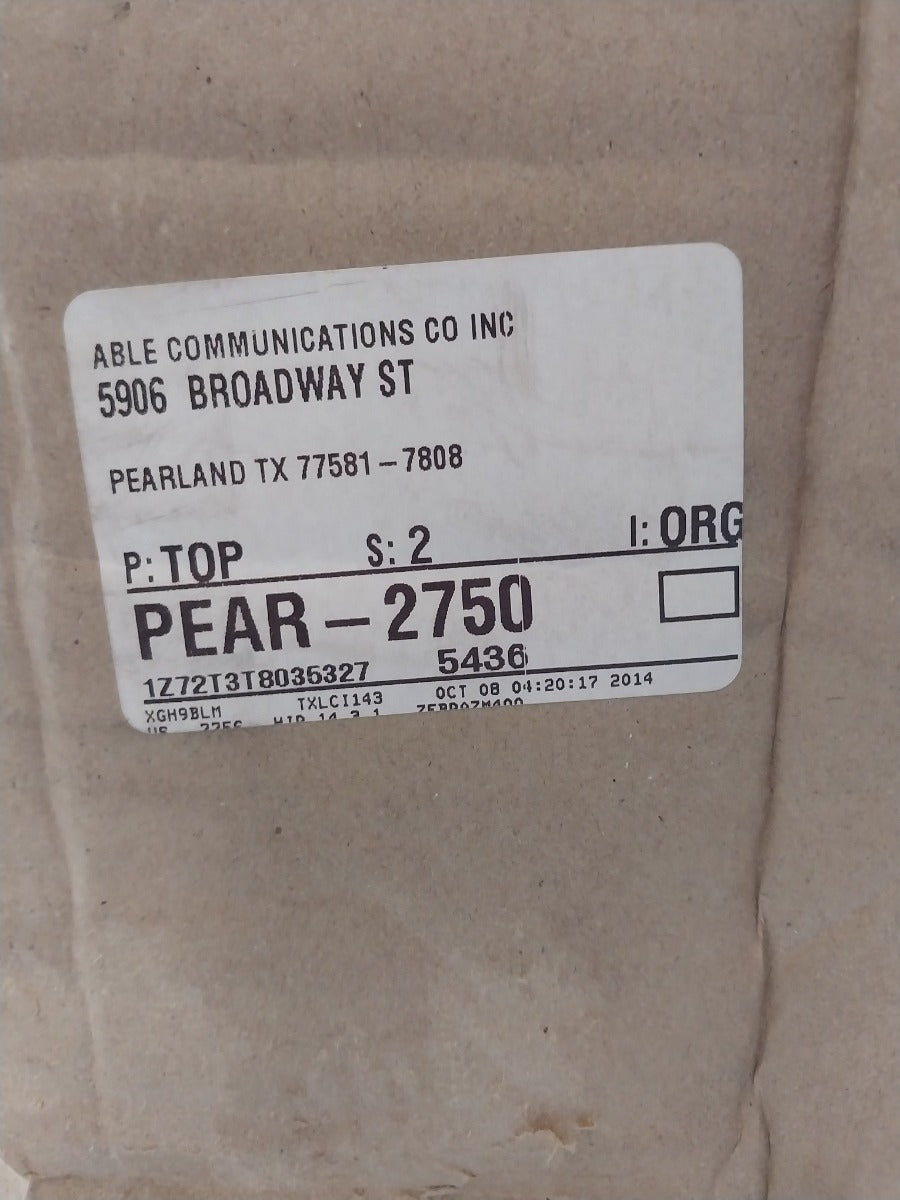 ABLE COMMUNICATIONS CO INC
5906 BROADWAY ST
PEARLAND TX 77581-7808
P: TOP S: 2 I: ORG
PEAR-2750
1Z72T3T8035327 5436
XGH9BLM TXLCI143 OCT 08 04:20:17 2014